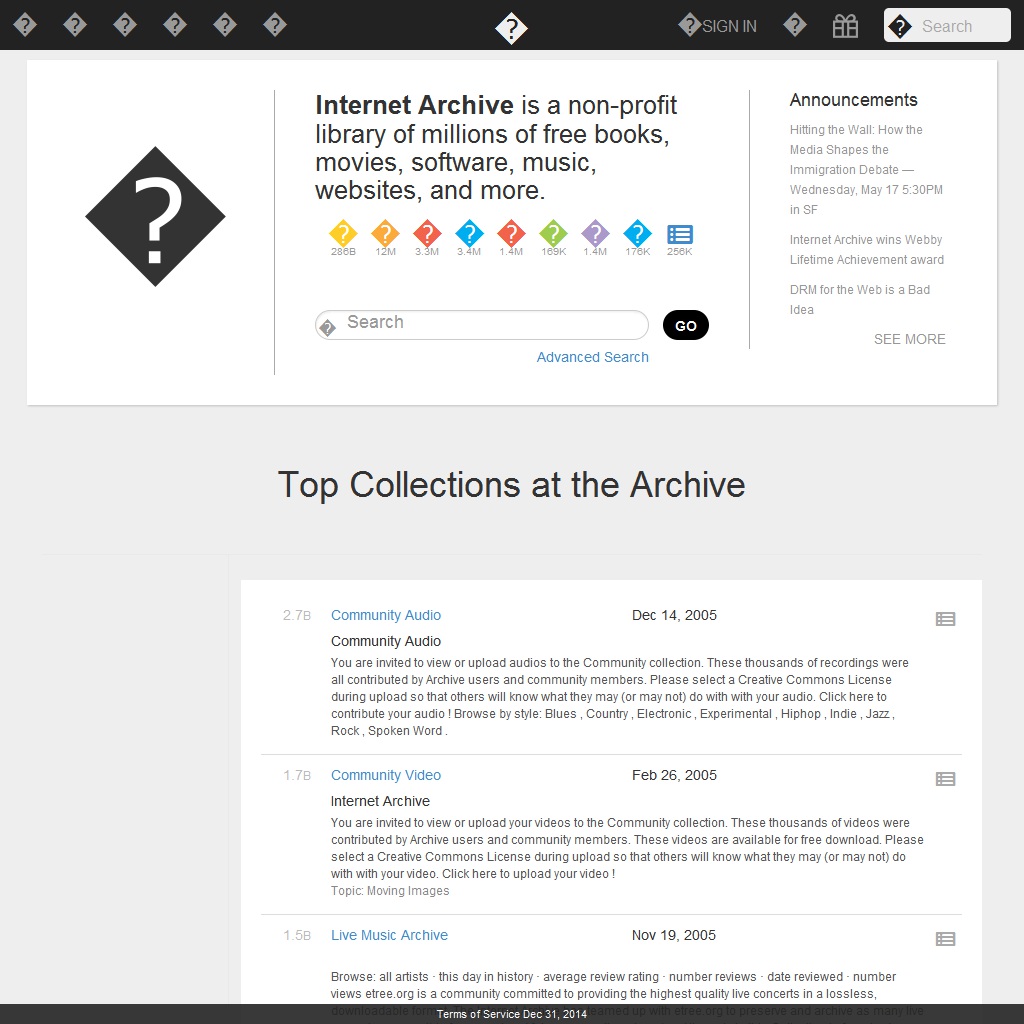 SIGN IN
Search
Internet Archive is a non-profit
library of millions of free books,
movies, software, music,
websites, and more.
286B 12M 3.3M 3.4M 1.4M 169K 1.4M 176K 256K
Search
GO
Advanced Search
Announcements
Hitting the Wall: How the
Media Shapes the
Immigration Debate —
Wednesday, May 17 5:30PM
in SF
Internet Archive wins Webby
Lifetime Achievement award
DRM for the Web is a Bad
Idea
SEE MORE
Top Collections at the Archive
2.7B Community Audio Dec 14, 2005
Community Audio
You are invited to view or upload audios to the Community collection. These thousands of recordings were
all contributed by Archive users and community members. Please select a Creative Commons License
during upload so that others will know what they may (or may not) do with with your audio. Click here to
contribute your audio ! Browse by style: Blues , Country , Electronic , Experimental , Hiphop , Indie , Jazz ,
Rock , Spoken Word .
1.7B Community Video Feb 26, 2005
Internet Archive
You are invited to view or upload your videos to the Community collection. These thousands of videos were
contributed by Archive users and community members. These videos are available for free download. Please
select a Creative Commons License during upload so that others will know what they may (or may not) do
with with your video. Click here to upload your video !
Topic: Moving Images
1.5B Live Music Archive Nov 19, 2005
Browse: all artists · this day in history · average review rating · number reviews · date reviewed · number
views etree.org is a community committed to providing the highest quality live concerts in a lossless,
Terms of Service Dec 31, 2014